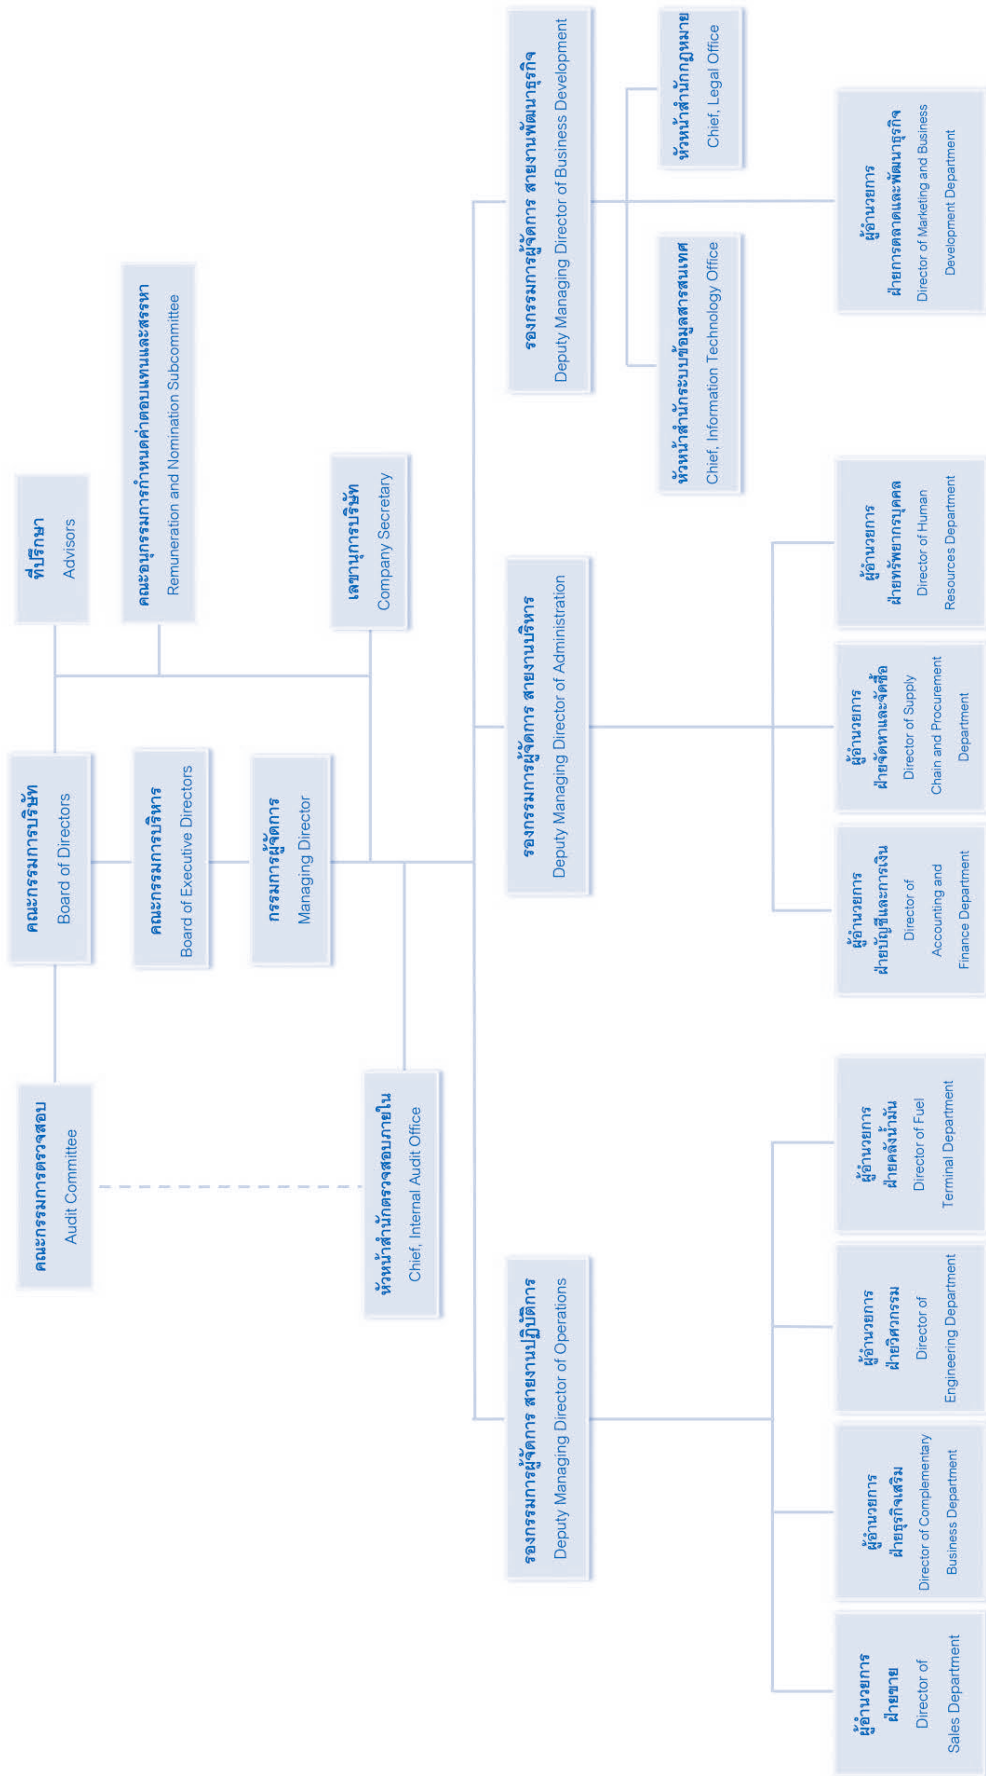 คณะกรรมการบริษัท
Board of Directors
คณะกรรมการตรวจสอบ
Audit Committee
ที่ปรึกษา
Advisors
คณะกรรมการบริหาร
Board of Executive Directors
คณะอนุกรรมการกำหนดค่าตอบแทนและสรรหา
Remuneration and Nomination Subcommittee
กรรมการผู้จัดการ
Managing Director
เลขานุการบริษัท
Company Secretary
หัวหน้าสำนักตรวจสอบภายใน
Chief, Internal Audit Office
รองกรรมการผู้จัดการ สายงานปฏิบัติการ
Deputy Managing Director of Operations
รองกรรมการผู้จัดการ สายงานบริหาร
Deputy Managing Director of Administration
รองกรรมการผู้จัดการ สายงานพัฒนาธุรกิจ
Deputy Managing Director of Business Development
หัวหน้าสำนักระบบข้อมูลสารสนเทศ
Chief, Information Technology Office
หัวหน้าสำนักกฎหมาย
Chief, Legal Office
ผู้อำนวยการ
ฝ่ายขาย
Director of
Sales Department
ผู้อำนวยการ
ฝ่ายธุรกิจเสริม
Director of Complementary
Business Department
ผู้อำนวยการ
ฝ่ายวิศวกรรม
Director of
Engineering Department
ผู้อำนวยการ
ฝ่ายคลังน้ำมัน
Director of Fuel
Terminal Department
ผู้อำนวยการ
ฝ่ายบัญชีและการเงิน
Director of
Accounting and
Finance Department
ผู้อำนวยการ
ฝ่ายจัดหาและจัดซื้อ
Director of Supply
Chain and Procurement
Department
ผู้อำนวยการ
ฝ่ายทรัพยากรบุคคล
Director of Human
Resources Department
ผู้อำนวยการ
ฝ่ายการตลาดและพัฒนาธุรกิจ
Director of Marketing and Business
Development Department